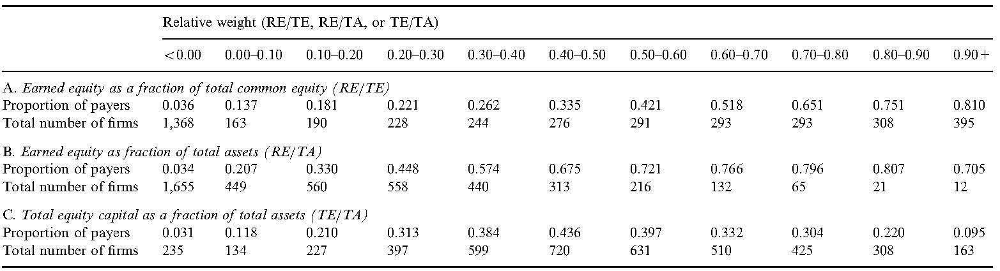 Relative weight (RE/TE, RE/TA, or TE/TA)
<0.00 0.00–0.10 0.10–0.20 0.20–0.30 0.30–0.40 0.40–0.50 0.50–0.60 0.60–0.70 0.70–0.80 0.80–0.90 0.90+
A. Earned equity as a fraction of total common equity (RE/TE)
Proportion of payers 0.036 0.137 0.181 0.221 0.262 0.335 0.421 0.518 0.651 0.751 0.810
Total number of firms 1,368 163 190 228 244 276 291 293 293 308 395
B. Earned equity as fraction of total assets (RE/TA)
Proportion of payers 0.034 0.207 0.330 0.448 0.574 0.675 0.721 0.766 0.796 0.807 0.705
Total number of firms 1,655 449 560 558 440 313 216 132 65 21 12
C. Total equity capital as a fraction of total assets (TE/TA)
Proportion of payers 0.031 0.118 0.210 0.313 0.384 0.436 0.397 0.332 0.304 0.220 0.095
Total number of firms 235 134 227 397 599 720 631 510 425 308 163